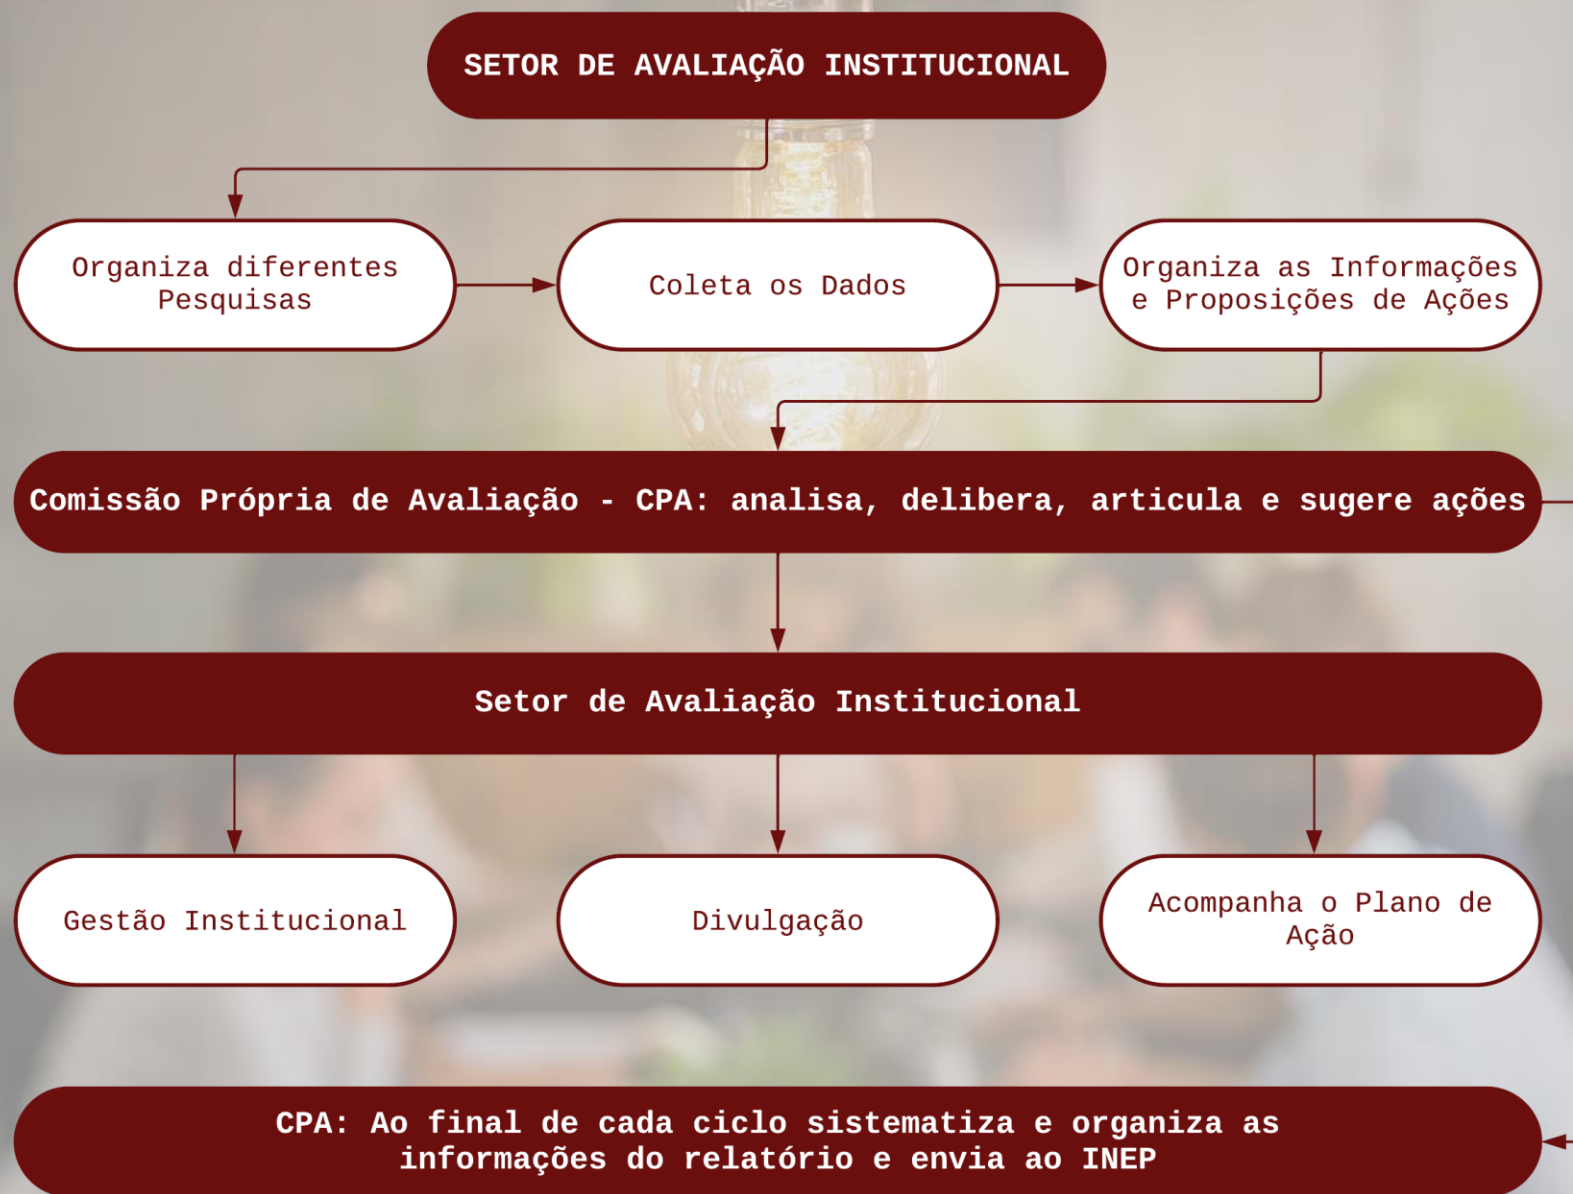 SETOR DE AVALIAÇÃO INSTITUCIONAL
Organiza diferentes
Pesquisas
Coleta os Dados
Organiza as Informações
e Proposições de Ações
Comissão Própria de Avaliação - CPA: analisa, delibera, articula e sugere ações
Setor de Avaliação Institucional
Gestão Institucional
Divulgação
Acompanha o Plano de
Ação
CPA: Ao final de cada ciclo sistematiza e organiza as
informações do relatório e envia ao INEP